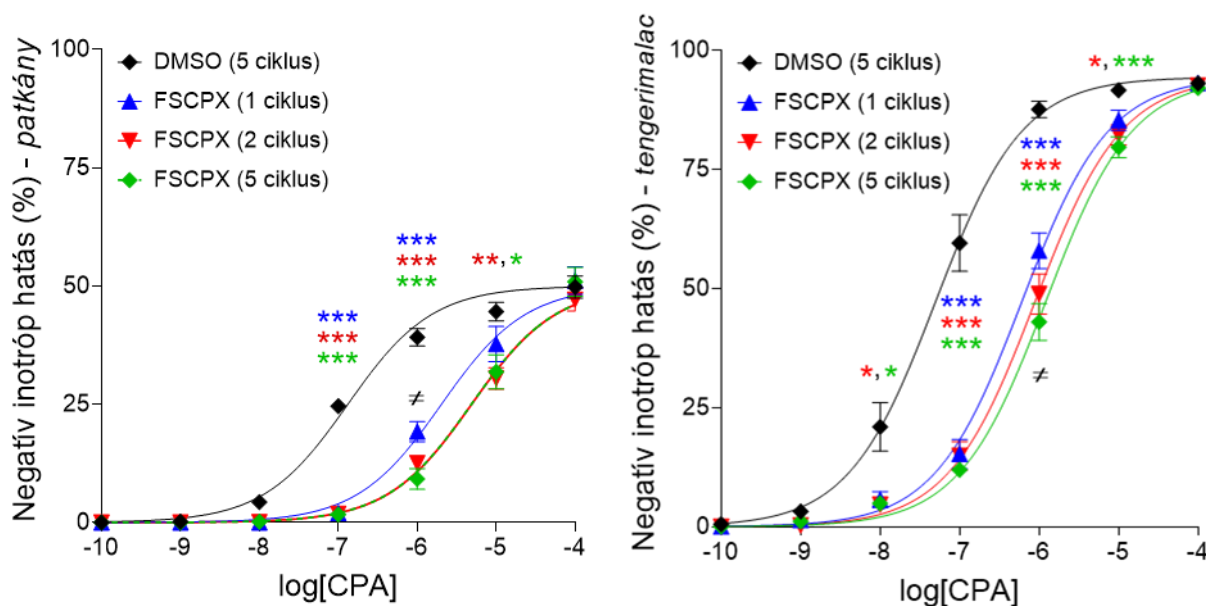 Negatív inotróp hatás (%) - patkány
100
75
50
25
0
DMSO (5 ciklus)
FSCPX (1 ciklus)
FSCPX (2 ciklus)
FSCPX (5 ciklus)
***
***
***
***
***
***
**, *
≠
-10 -9 -8 -7 -6 -5 -4
log[CPA]
Negatív inotróp hatás (%) - tengerimalac
100
75
50
25
0
DMSO (5 ciklus)
FSCPX (1 ciklus)
FSCPX (2 ciklus)
FSCPX (5 ciklus)
*, ***
***
***
***
***
***
***
*, *
≠
-10 -9 -8 -7 -6 -5 -4
log[CPA]